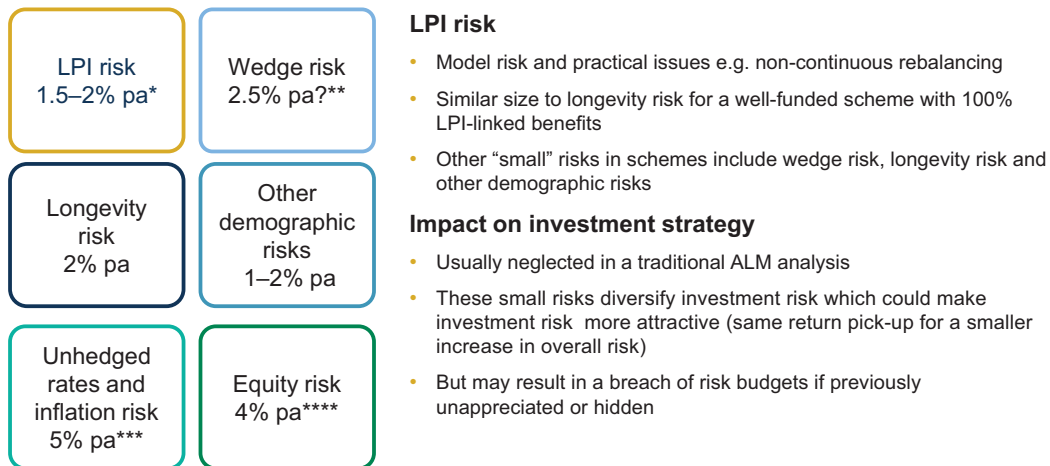 LPI risk
1.5–2% pa*
Wedge risk
2.5% pa?**
Longevity
risk
2% pa
Other
demographic
risks
1–2% pa
Unhedged
rates and
inflation risk
5% pa***
Equity risk
4% pa****
LPI risk
• Model risk and practical issues e.g. non-continuous rebalancing
• Similar size to longevity risk for a well-funded scheme with 100%
LPI-linked benefits
• Other “small” risks in schemes include wedge risk, longevity risk and
other demographic risks
Impact on investment strategy
• Usually neglected in a traditional ALM analysis
• These small risks diversify investment risk which could make
investment risk more attractive (same return pick-up for a smaller
increase in overall risk)
• But may result in a breach of risk budgets if previously
unappreciated or hidden